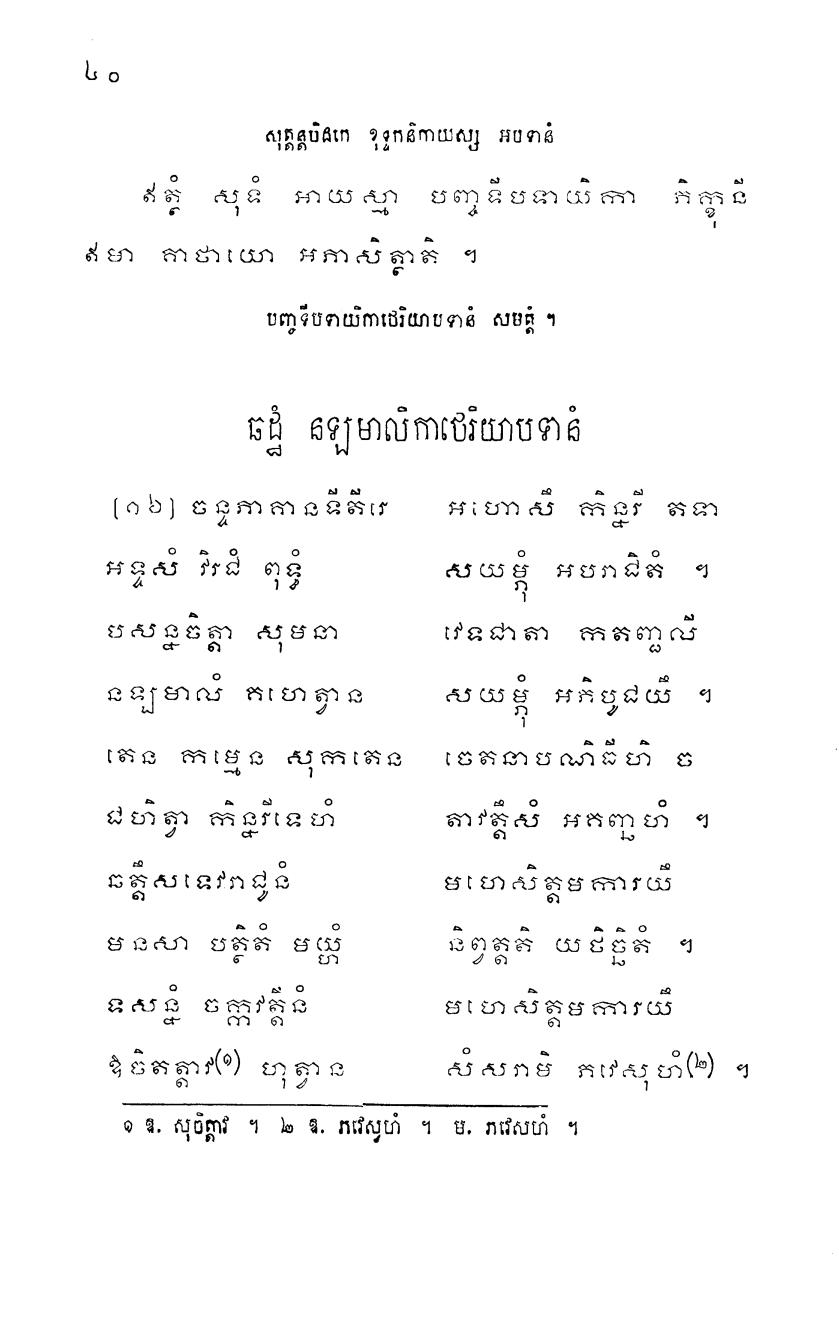 ៤០
សុត្តន្តបិដកេ ខុទ្ទកនិកាយស្ស អបទានំ
ឥត្ថំ សុទំ អាយស្មា បញ្ចទីបទាយិកា ភិក្ខុនី
ឥមា គាថាយោ អភាសិត្ថាតិ ។
បញ្ចទីបទាយិកាថេរិយាបទានំ សមត្តំ ។
ឆដ្ឋំ នឡមាលិកាថេរិយាបទានំ
[១៦] ចន្ទភាគានទីតីរេ អហោសឹ កិន្នរី តទា
អទ្ទសំ វិរជំ ពុទ្ធំ សយម្ភុំ អបរាជិតំ ។
បសន្នចិត្តា សុមនា វេទជាតា កតញ្ជលី
នឡមាលំ គហេត្វាន សយម្ភុំ អភិបូជយឹ ។
តេន កម្មេន សុកតេន ចេតនាបណិធីហិ ច
ជហិត្វា កិន្នរីទេហំ តាវត្តឹសំ អគញ្ឆហំ ។
ឆត្តឹសទេវរាជូនំ មហេសិត្តមការយឹ
មនសា បត្ថិតំ មយ្ហំ និព្វត្តតិ យថិច្ឆិតំ ។
ទសន្នំ ចក្កវត្តីនំ មហេសិត្តមការយឹ
ឱចិតត្តាវ(១) ហុត្វាន សំសរាមិ ភវេសុហំ(២) ។
១ ឱ. សុចិត្តាវ ។ ២ ឱ. ភវេស្វហំ ។ ម. ភវេសហំ ។